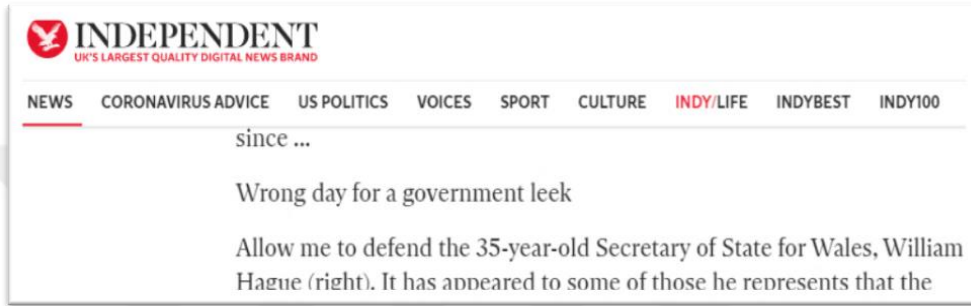 INDEPENDENT
UK'S LARGEST QUALITY DIGITAL NEWS BRAND
NEWS CORONAVIRUS ADVICE US POLITICS VOICES SPORT CULTURE INDY/LIFE INDYBEST INDY100
since ...
Wrong day for a government leek
Allow me to defend the 35-year-old Secretary of State for Wales, William
Hague (right). It has appeared to some of those he represents that the